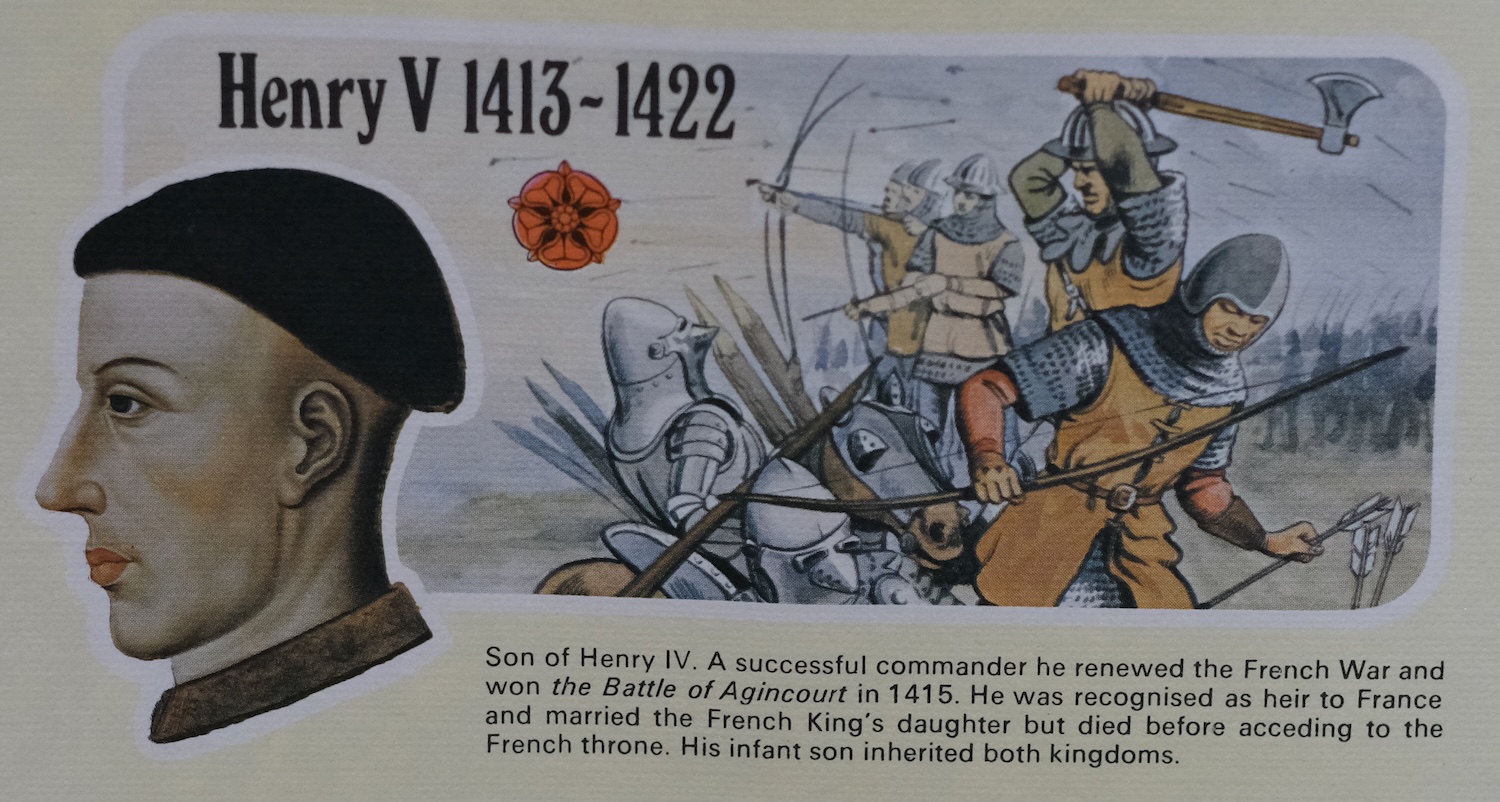 Henry V 1413~1422
Son of Henry IV. A successful commander he renewed the French War and
won the Battle of Agincourt in 1415. He was recognised as heir to France
and married the French King's daughter but died before acceding to the
French throne. His infant son inherited both kingdoms.